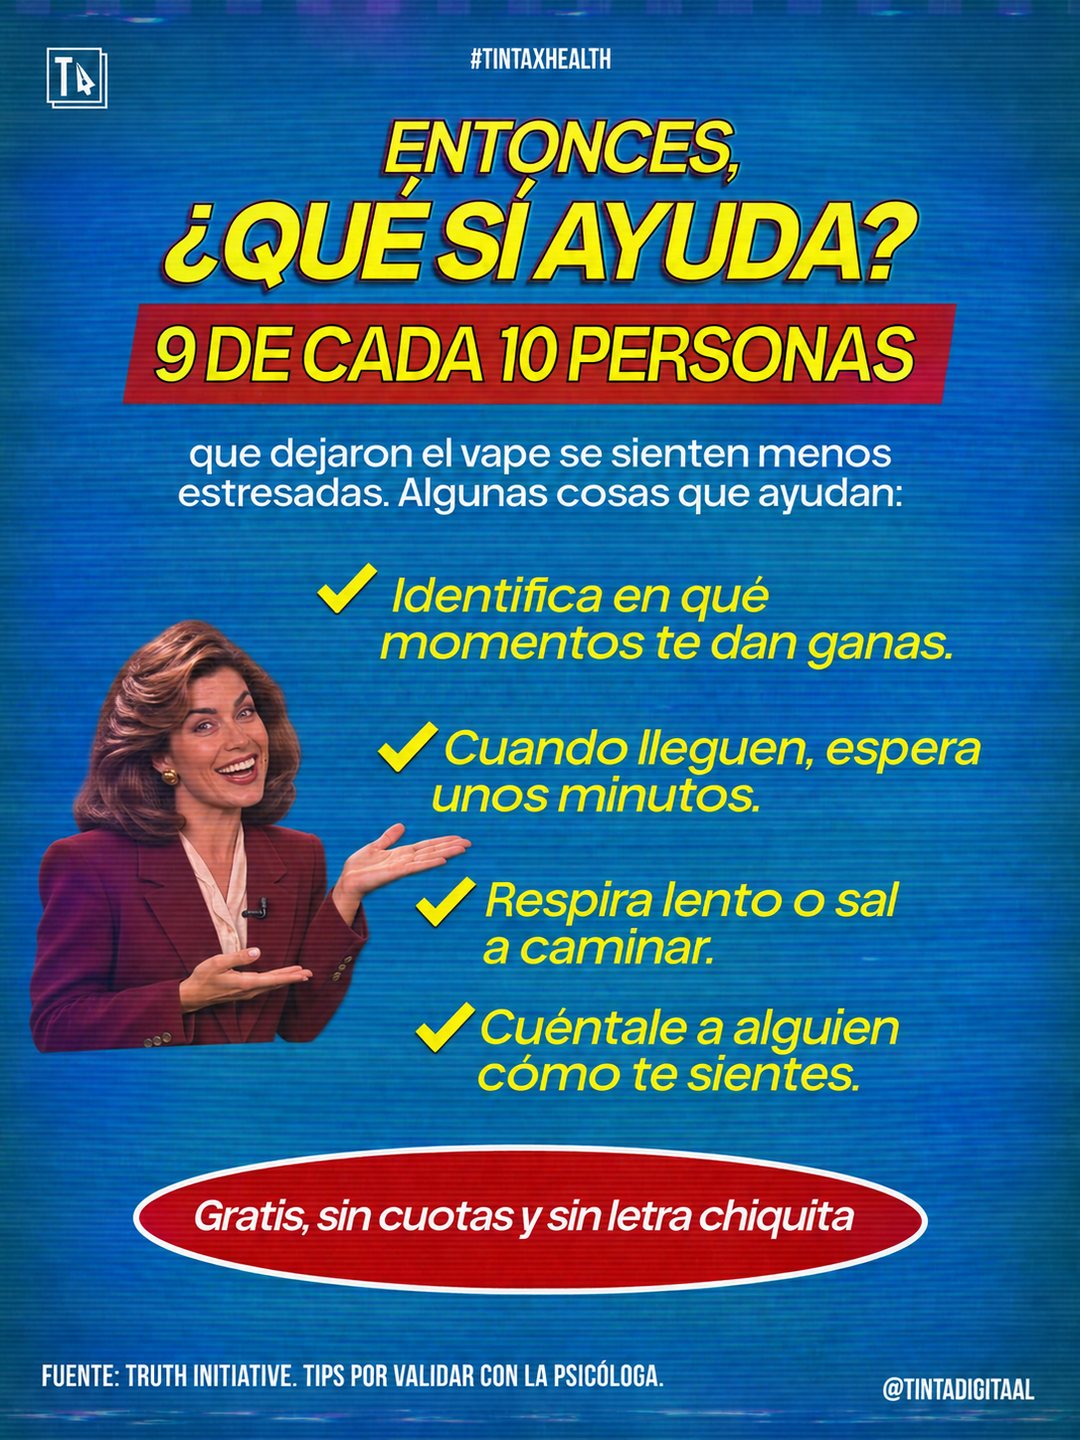 #TINTAXHEALTH
ENTONCES,
¿QUÉ SÍ AYUDA?
9 DE CADA 10 PERSONAS
que dejaron el vape se sienten menos
estresadas. Algunas cosas que ayudan:
Identifica en qué
momentos te dan ganas.
Cuando lleguen, espera
unos minutos.
Respira lento o sal
a caminar.
Cuéntale a alguien
cómo te sientes.
Gratis, sin cuotas y sin letra chiquita
FUENTE: TRUTH INITIATIVE. TIPS POR VALIDAR CON LA PSICÓLOGA.
@TINTADIGITAAL